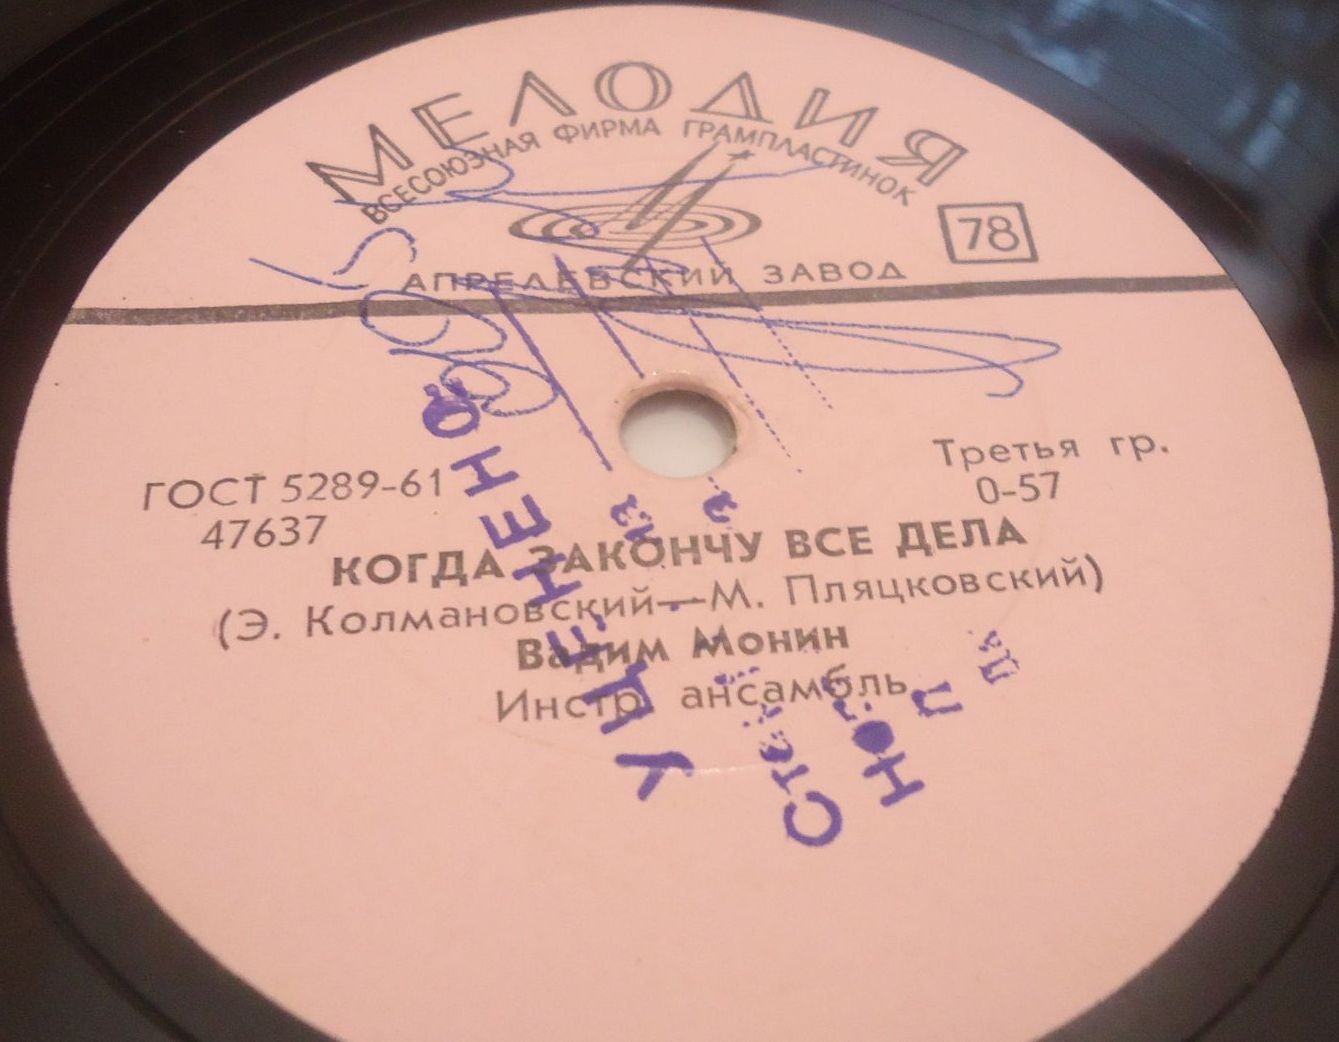 МЕЛОДИЯ
ВСЕСОЮЗНАЯ ФИРМА ГРАМПЛАСТИНОК
78
АПРЕЛЕВСКИЙ ЗАВОД
ГОСТ 5289-61
47637
Третья гр.
0-57
КОГДА ЗАКОНЧУ ВСЕ ДЕЛА
(Э. Колмановский—М. Пляцковский)
Вадим Монин
Инстр. ансамбль
УЦЕНЕНО